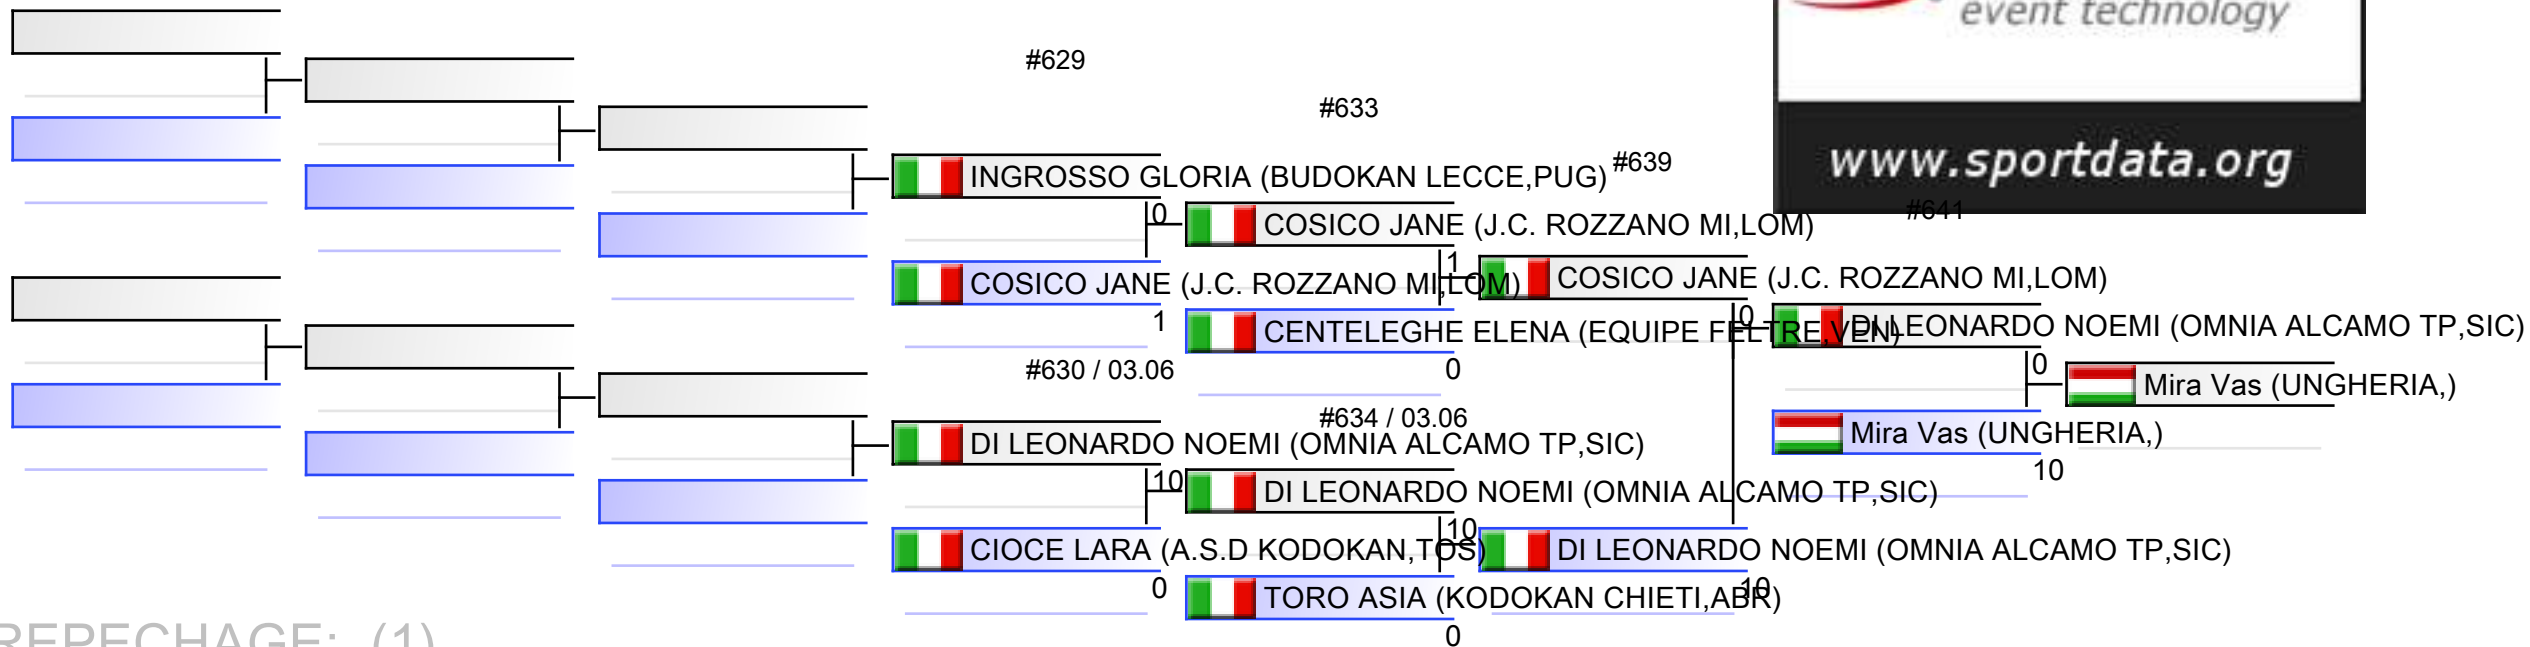 event technology
www.sportdata.org
#629
#633
INGROSSO GLORIA (BUDOKAN LECCE,PUG)
#639
0
COSICO JANE (J.C. ROZZANO MI,LOM)
#641
COSICO JANE (J.C. ROZZANO MI,LOM)
1
1
COSICO JANE (J.C. ROZZANO MI,LOM)
CENTELEGHE ELENA (EQUIPE FELTRE,VEN)
0
0
DI LEONARDO NOEMI (OMNIA ALCAMO TP,SIC)
0
Mira Vas (UNGHERIA,)
#630 / 03.06
#634 / 03.06
DI LEONARDO NOEMI (OMNIA ALCAMO TP,SIC)
Mira Vas (UNGHERIA,)
10
10
DI LEONARDO NOEMI (OMNIA ALCAMO TP,SIC)
CIOCE LARA (A.S.D KODOKAN,TOS)
0
10
DI LEONARDO NOEMI (OMNIA ALCAMO TP,SIC)
10
TORO ASIA (KODOKAN CHIETI,ABR)
0
REPECHAGE: (1)